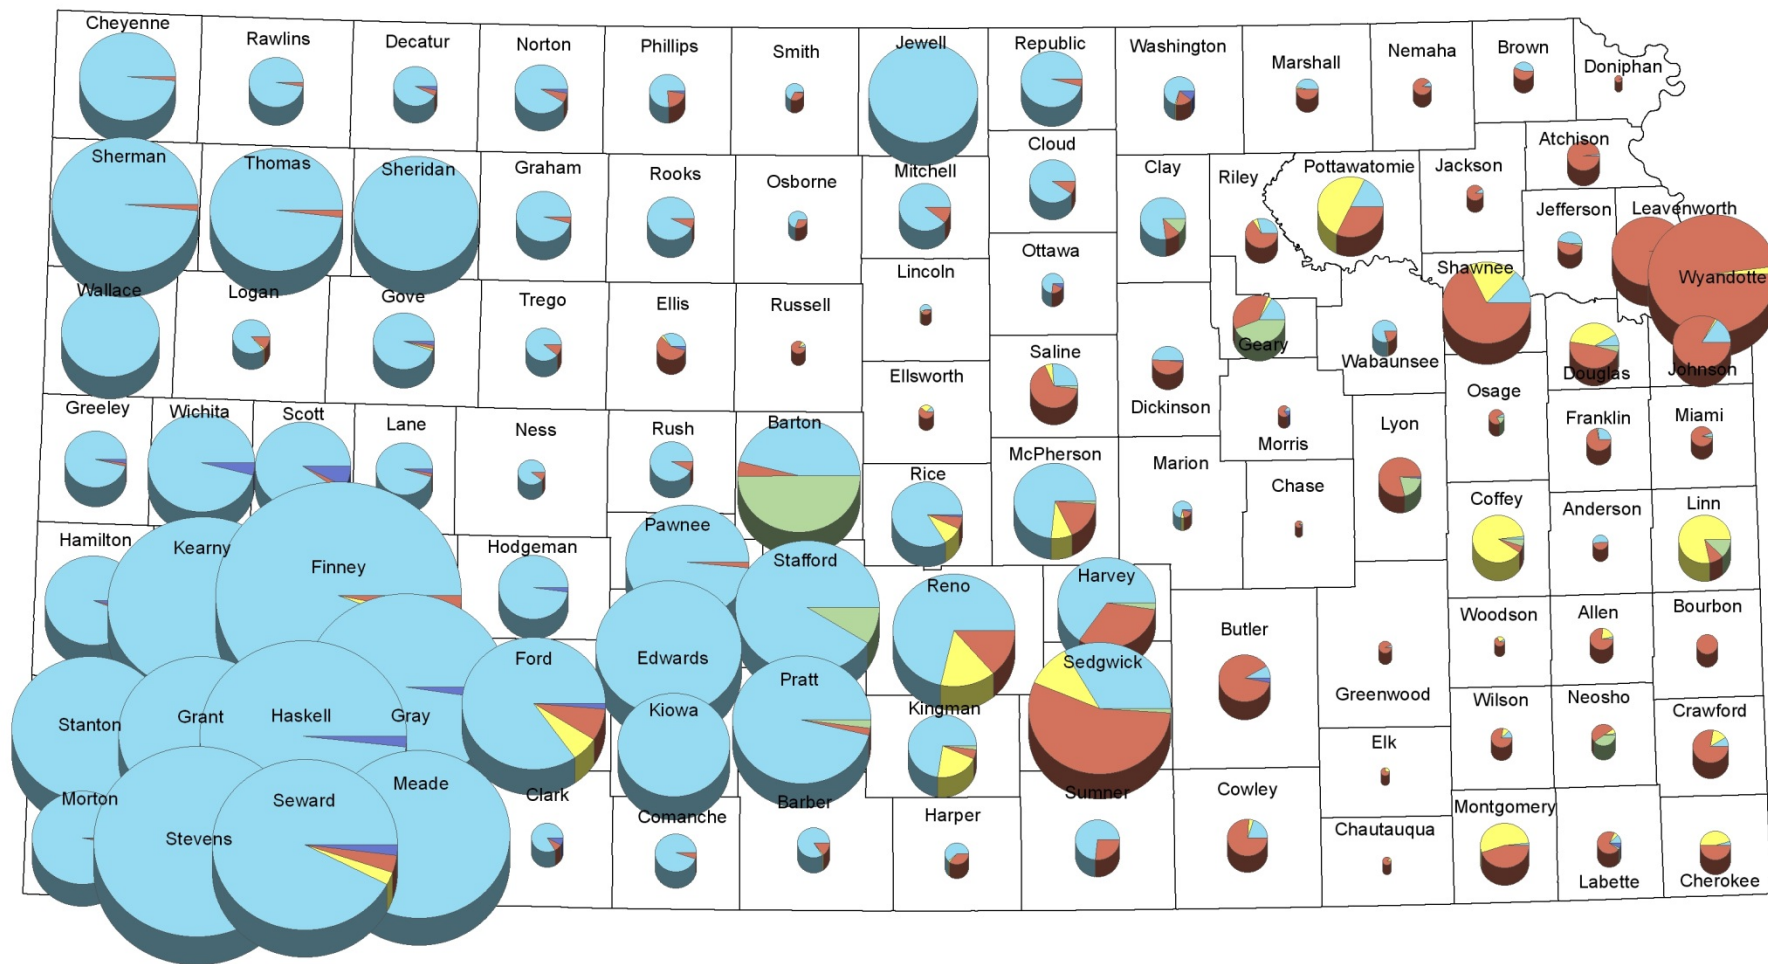 Cheyenne
Rawlins
Decatur
Norton
Phillips
Smith
Jewell
Republic
Washington
Marshall
Nemaha
Brown
Doniphan
Sherman
Thomas
Sheridan
Graham
Rooks
Osborne
Mitchell
Cloud
Clay
Riley
Pottawatomie
Jackson
Atchison
Jefferson
Leavenworth
Wyandotte
Wallace
Logan
Gove
Trego
Ellis
Russell
Lincoln
Ottawa
Saline
Dickinson
Geary
Wabaunsee
Shawnee
Douglas
Johnson
Greeley
Wichita
Scott
Lane
Ness
Rush
Barton
Ellsworth
Rice
McPherson
Marion
Morris
Chase
Lyon
Osage
Franklin
Miami
Coffey
Anderson
Linn
Hamilton
Kearny
Finney
Hodgeman
Pawnee
Stafford
Edwards
Reno
Harvey
Sedgwick
Butler
Greenwood
Woodson
Allen
Bourbon
Stanton
Grant
Haskell
Gray
Ford
Kiowa
Pratt
Kingman
Elk
Wilson
Neosho
Crawford
Morton
Stevens
Seward
Meade
Clark
Comanche
Barber
Harper
Sumner
Cowley
Chautauqua
Montgomery
Labette
Cherokee